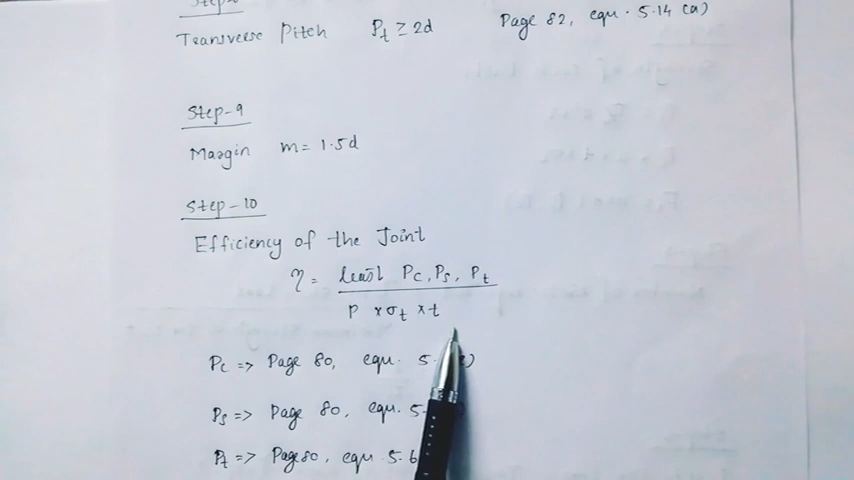 Step-
Transverse Pitch Pt ≥ 2d Page 82, equ. 5.14 (a)
Step-9
Margin m = 1.5d
Step-10
Efficiency of the Joint
η = least Pc, Ps, Pt
P × σt × t
Pc => Page 80, equ. 5.
Ps => Page 80, equ. 5.
Pt => Page 80, equ. 5.6